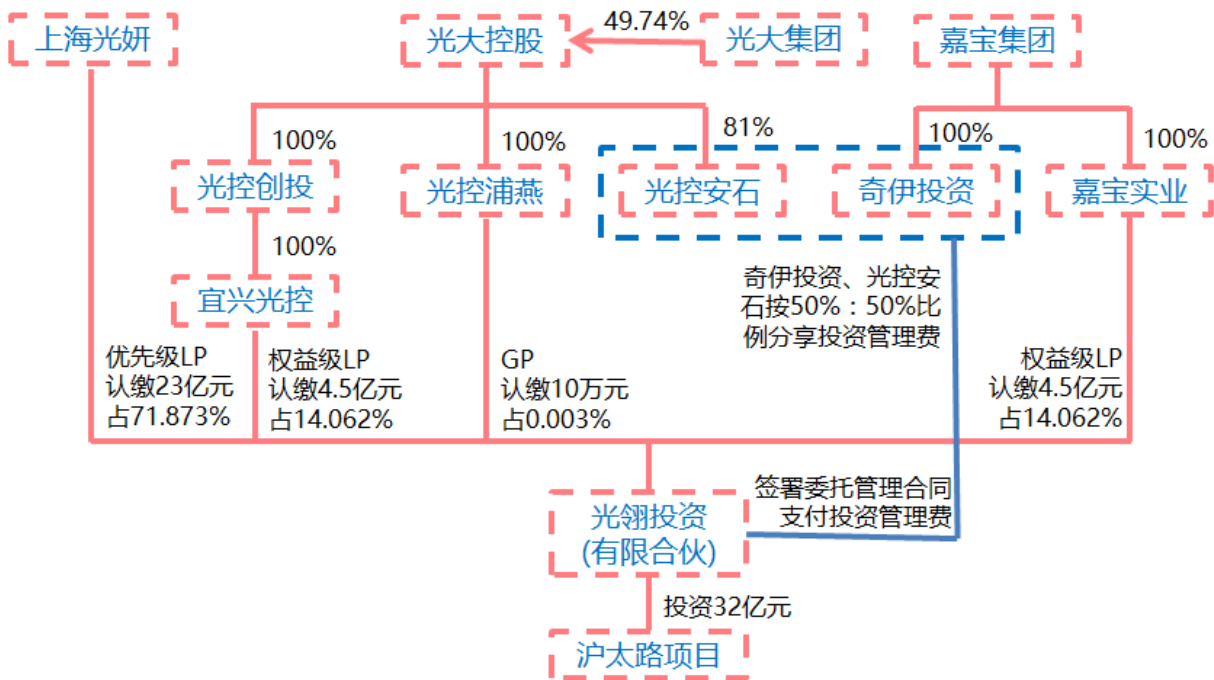 上海光妍
光大控股
49.74%
光大集团
嘉宝集团
100%
100%
81%
100%
100%
光控创投
光控浦燕
光控安石
奇伊投资
嘉宝实业
100%
宜兴光控
奇伊投资、光控安
石按50%：50%比
例分享投资管理费
优先级LP
认缴23亿元
占71.873%
权益级LP
认缴4.5亿元
占14.062%
GP
认缴10万元
占0.003%
权益级LP
认缴4.5亿元
占14.062%
签署委托管理合同
支付投资管理费
光翎投资
(有限合伙)
投资32亿元
沪太路项目